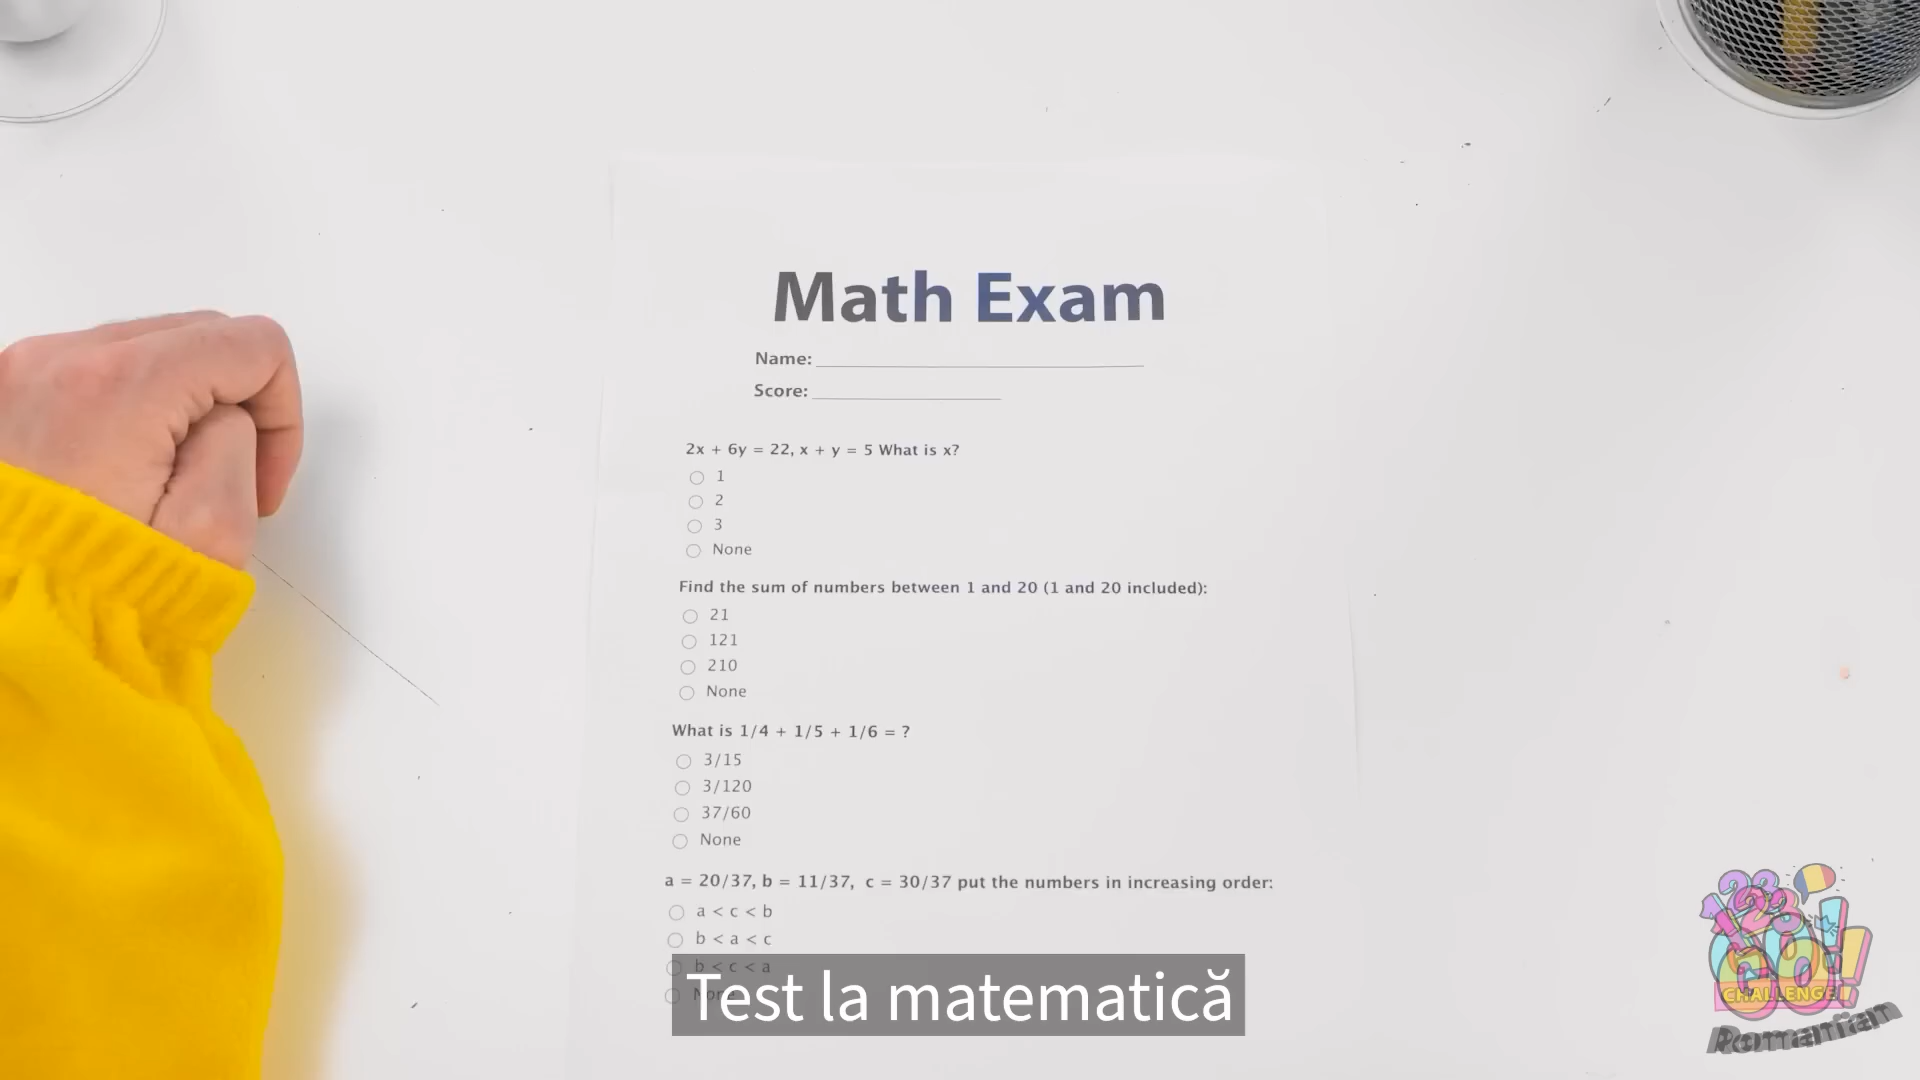 Math Exam
Name:
Score:
2x + 6y = 22, x + y = 5 What is x?
1
2
3
None
Find the sum of numbers between 1 and 20 (1 and 20 included):
21
121
210
None
What is 1/4 + 1/5 + 1/6 = ?
3/15
3/120
37/60
None
a = 20/37, b = 11/37, c = 30/37 put the numbers in increasing order:
a < c < b
b < a < c
b < c < a
None
Test la matematică
123
GO!
CHALLENGE
Romanian